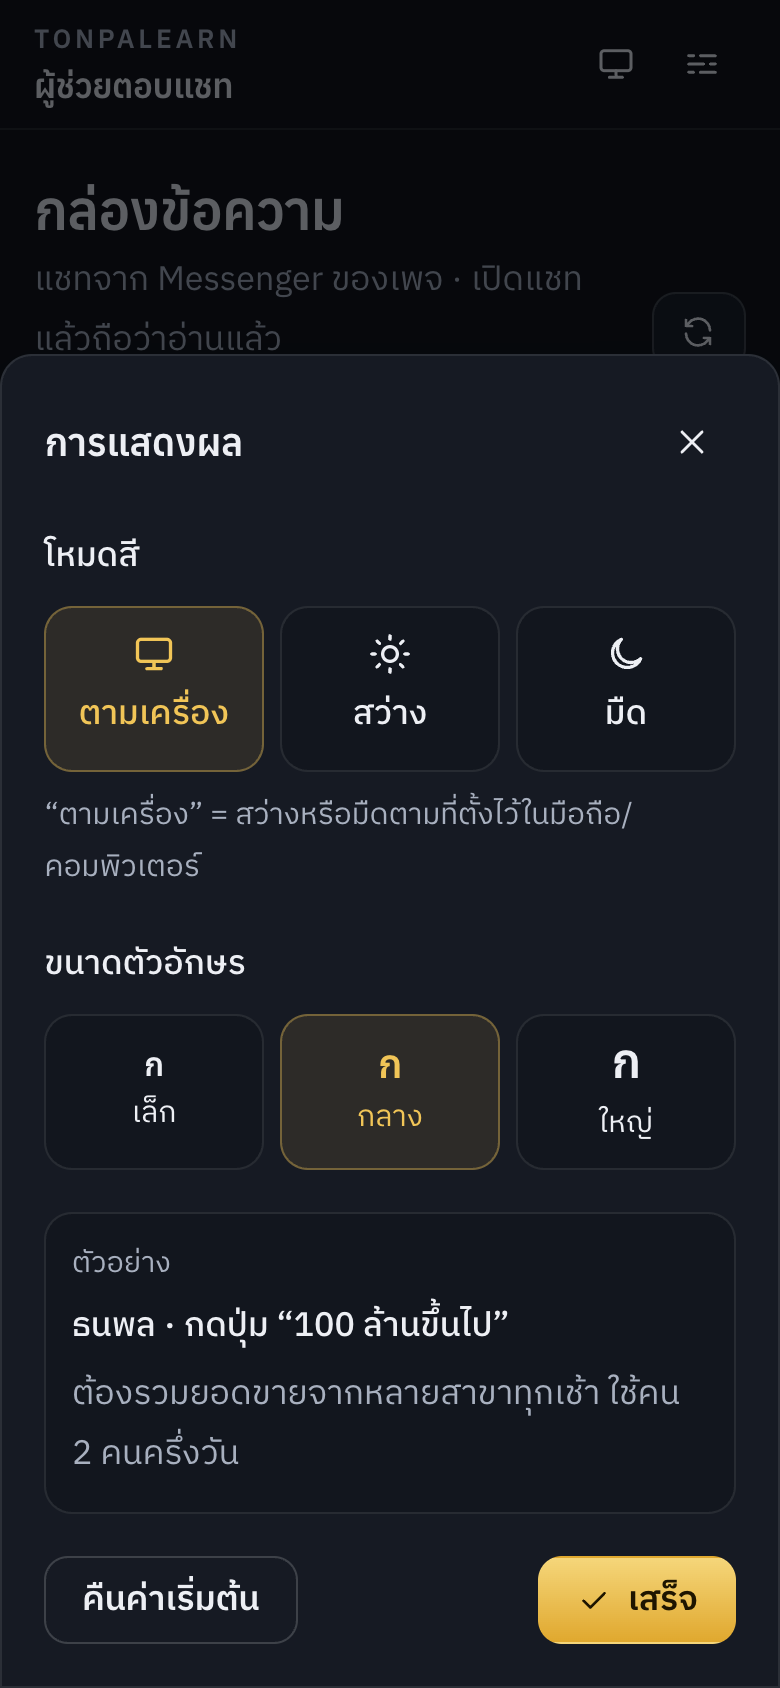 TONPALEARN
ผู้ช่วยตอบแชท
กล่องข้อความ
แชทจาก Messenger ของเพจ · เปิดแชท
แล้วถือว่าอ่านแล้ว
การแสดงผล
โหมดสี
ตามเครื่อง
สว่าง
มืด
“ตามเครื่อง” = สว่างหรือมืดตามที่ตั้งไว้ในมือถือ/
คอมพิวเตอร์
ขนาดตัวอักษร
ก
เล็ก
ก
กลาง
ก
ใหญ่
ตัวอย่าง
ธนพล · กดปุ่ม “100 ล้านขึ้นไป”
ต้องรวมยอดขายจากหลายสาขาทุกเช้า ใช้คน
2 คนครึ่งวัน
คืนค่าเริ่มต้น
เสร็จ